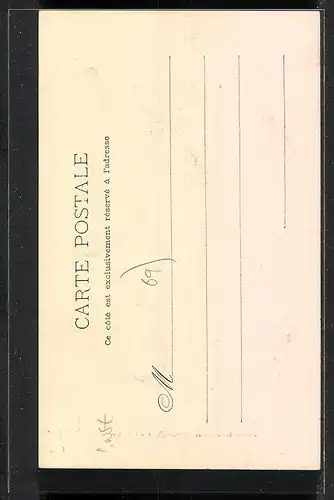 CARTE POSTALE
Ce côté est exclusivement réservé à l'adresse
69)
M